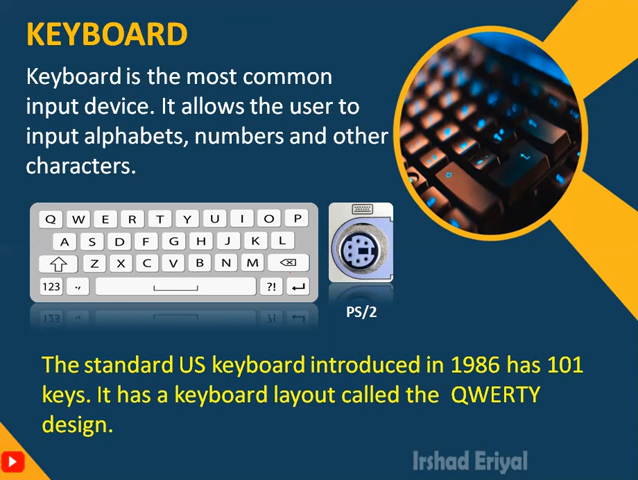 KEYBOARD
Keyboard is the most common
input device. It allows the user to
input alphabets, numbers and other
characters.
Q W E R T Y U I O P
A S D F G H J K L
Z X C V B N M
123 ., ?!
PS/2
The standard US keyboard introduced in 1986 has 101
keys. It has a keyboard layout called the QWERTY
design.
Irshad Eriyal